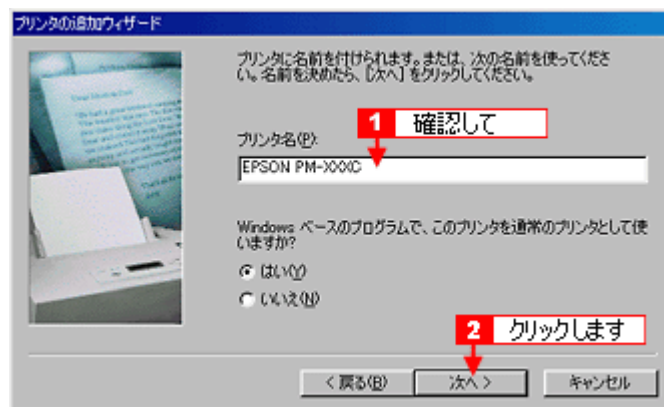 プリンタの追加ウィザード
プリンタに名前を付けられます。または、次の名前を使ってくださ
い。名前を決めたら、[次へ] をクリックしてください。
1 確認して
プリンタ名(P):
EPSON PM-XXXC
Windows ベースのプログラムで、このプリンタを通常のプリンタとして使
いますか?
はい(Y)
いいえ(N)
2 クリックします
< 戻る(B)
次へ >
キャンセル